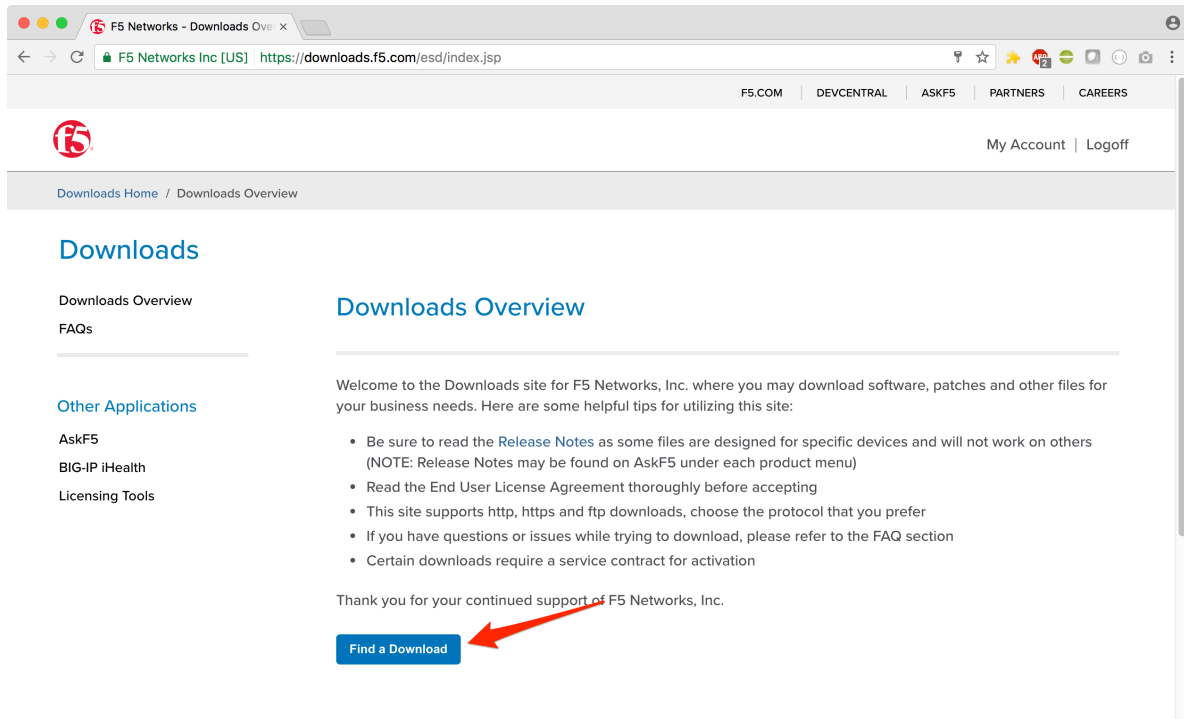 F5 Networks - Downloads Ove
F5 Networks Inc [US] https://downloads.f5.com/esd/index.jsp
ABP
2
F5.COM DEVCENTRAL ASKF5 PARTNERS CAREERS
f5
My Account | Logoff
Downloads Home / Downloads Overview
Downloads
Downloads Overview
FAQs
Other Applications
AskF5
BIG-IP iHealth
Licensing Tools
Downloads Overview
Welcome to the Downloads site for F5 Networks, Inc. where you may download software, patches and other files for
your business needs. Here are some helpful tips for utilizing this site:
• Be sure to read the Release Notes as some files are designed for specific devices and will not work on others
(NOTE: Release Notes may be found on AskF5 under each product menu)
• Read the End User License Agreement thoroughly before accepting
• This site supports http, https and ftp downloads, choose the protocol that you prefer
• If you have questions or issues while trying to download, please refer to the FAQ section
• Certain downloads require a service contract for activation
Thank you for your continued support of F5 Networks, Inc.
Find a Download